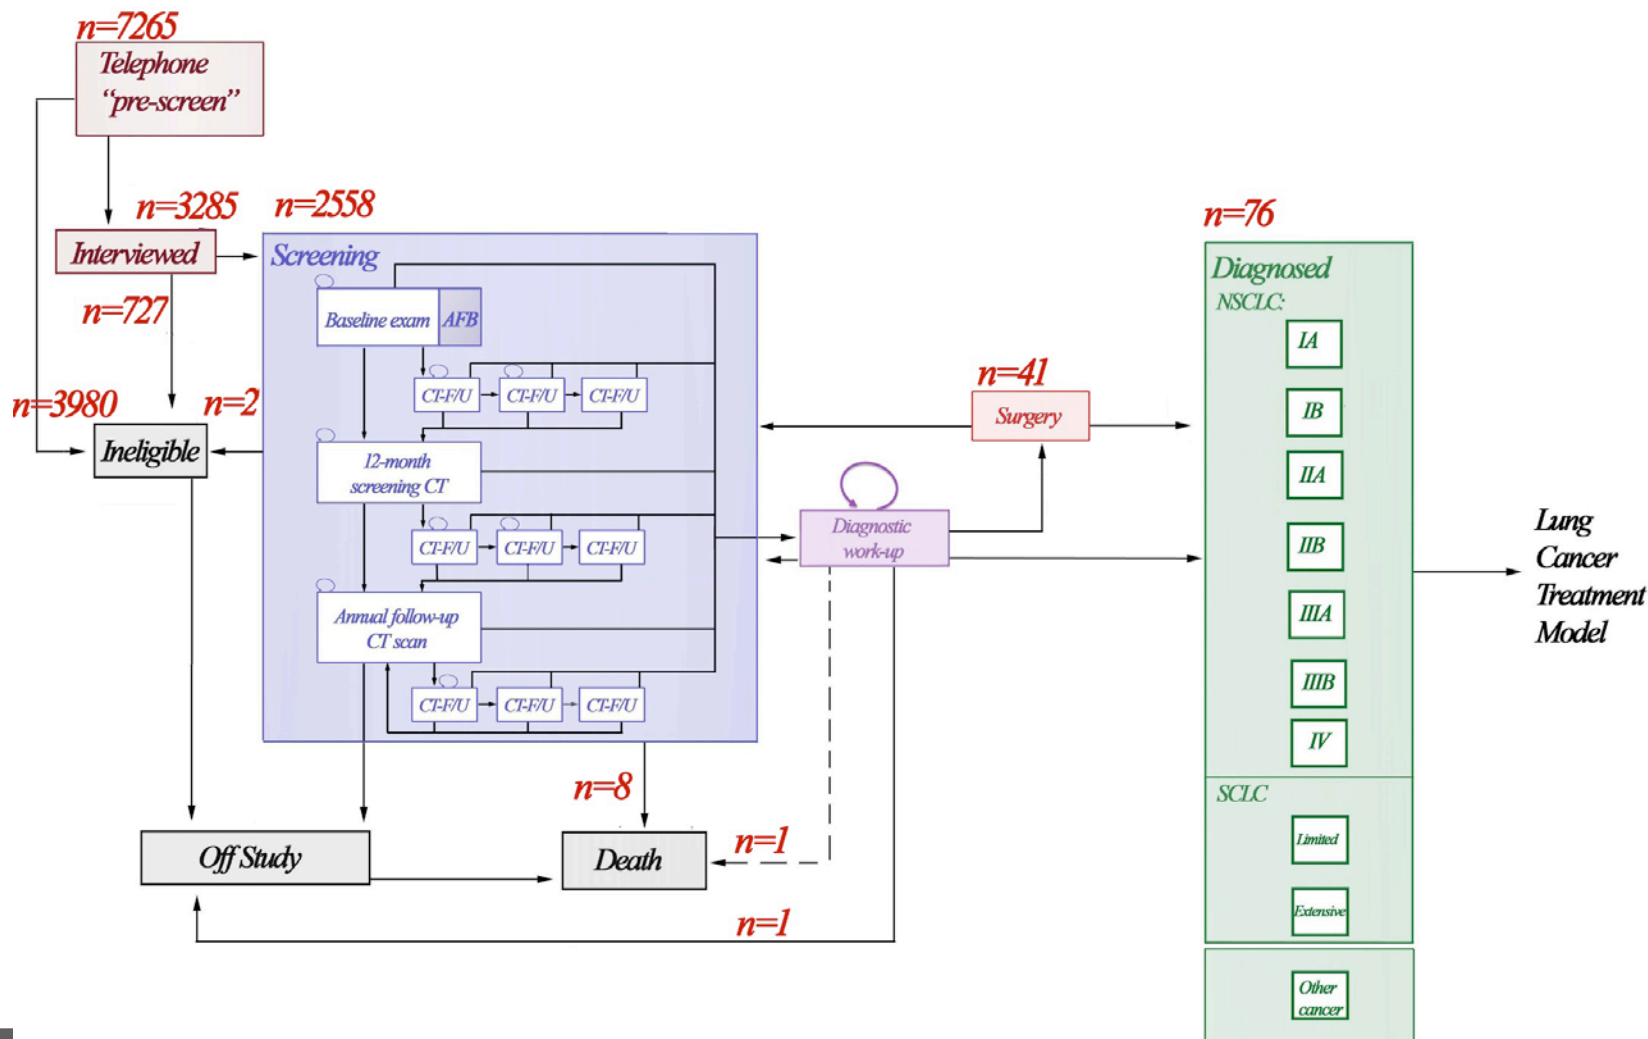 n=7265
Telephone
“pre-screen”
n=3285
Interviewed
n=727
n=3980
n=2
Ineligible
n=2558
Screening
Baseline exam
AFB
CT-F/U
CT-F/U
CT-F/U
12-month
screening CT
CT-F/U
CT-F/U
CT-F/U
Annual follow-up
CT scan
CT-F/U
CT-F/U
CT-F/U
n=8
Off Study
Death
n=1
n=1
n=41
Surgery
Diagnostic
work-up
n=76
Diagnosed
NSCLC:
IA
IB
IIA
IIB
IIIA
IIIB
IV
SCLC
Limited
Extensive
Other
cancer
Lung
Cancer
Treatment
Model